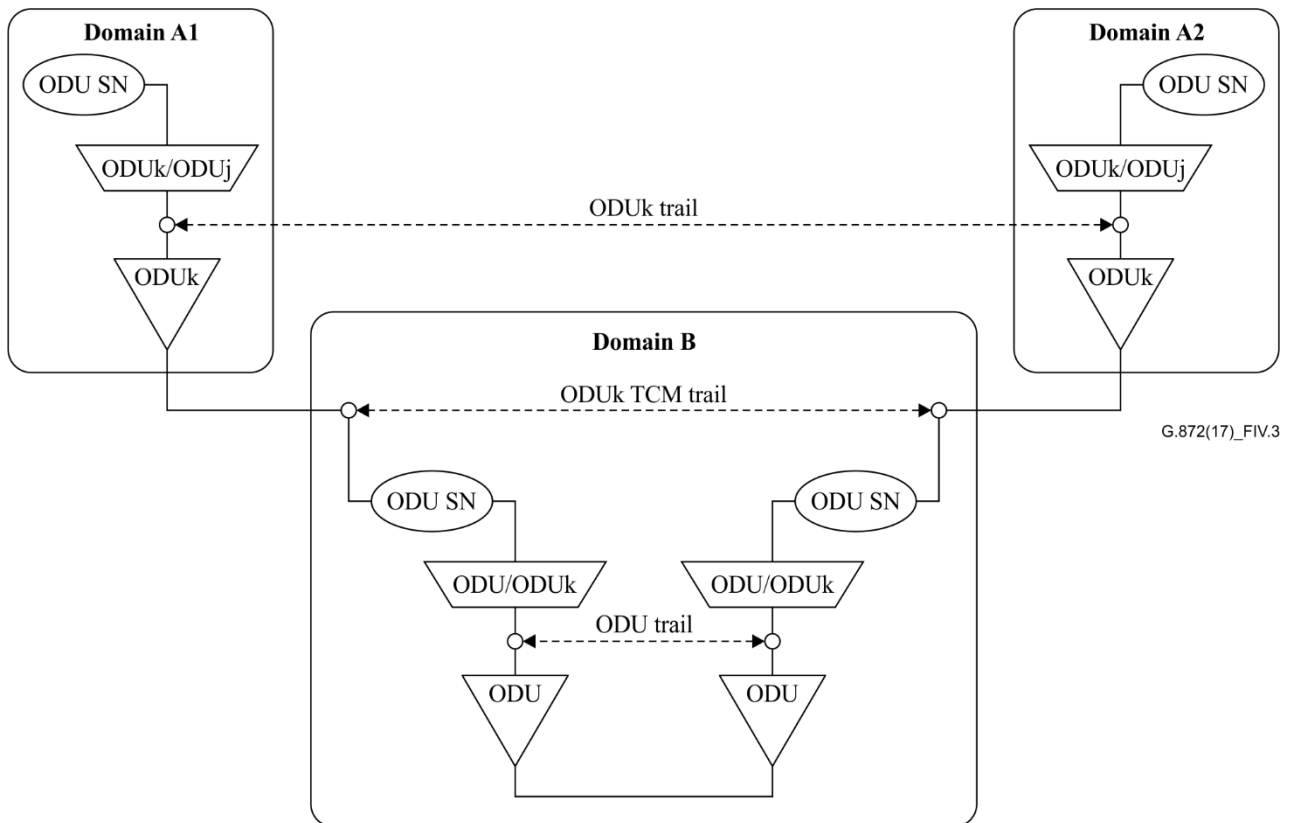 Domain A1
Domain A2
ODU SN
ODU SN
ODUk/ODUj
ODUk/ODUj
ODUk trail
ODUk
ODUk
Domain B
ODUk TCM trail
G.872(17)_FIV.3
ODU SN
ODU SN
ODU/ODUk
ODU/ODUk
ODU trail
ODU
ODU